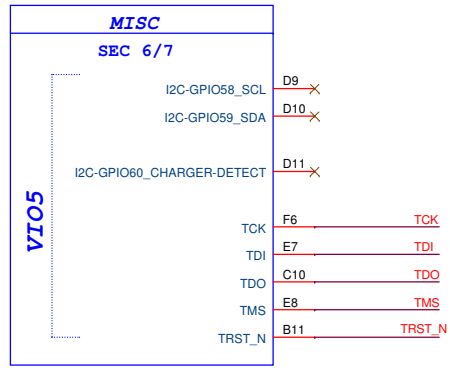 MISC
SEC 6/7
I2C-GPIO58_SCL D9
I2C-GPIO59_SDA D10
I2C-GPIO60_CHARGER-DETECT D11
VIO5
TCK F6 TCK
TDI E7 TDI
TDO C10 TDO
TMS E8 TMS
TRST_N B11 TRST_N